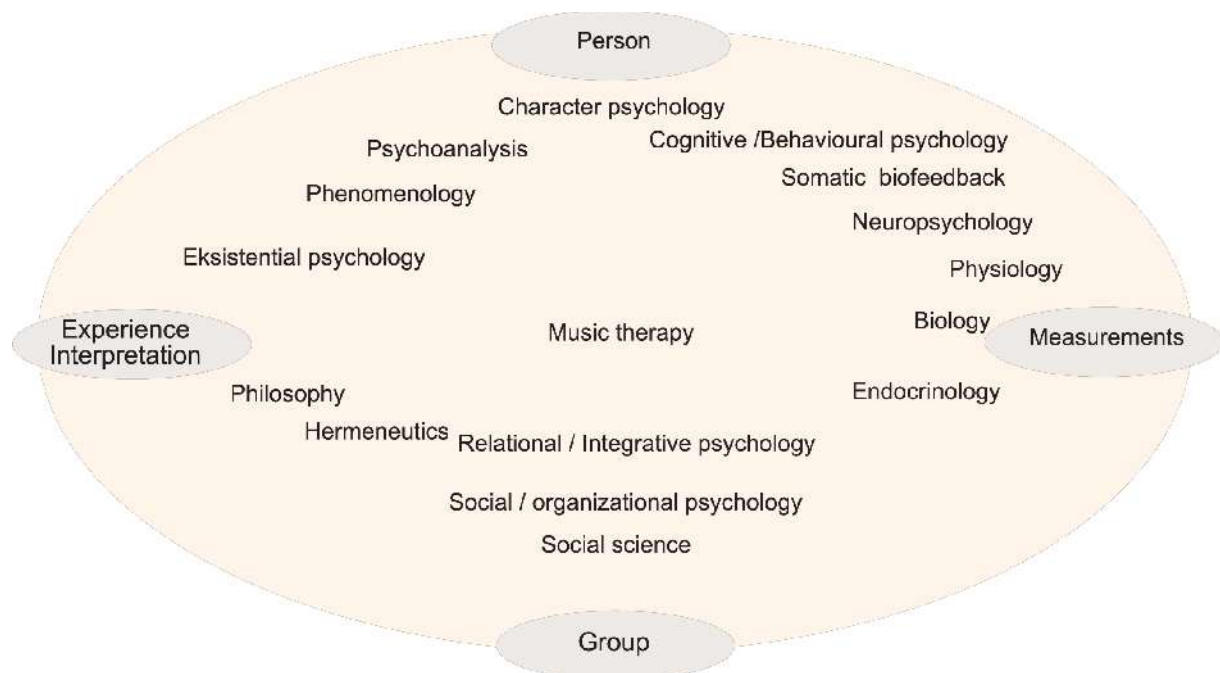 Person
Character psychology
Cognitive /Behavioural psychology
Psychoanalysis
Somatic biofeedback
Phenomenology
Neuropsychology
Eksistential psychology
Physiology
Experience
Interpretation
Music therapy
Biology
Measurements
Philosophy
Endocrinology
Hermeneutics
Relational / Integrative psychology
Social / organizational psychology
Social science
Group